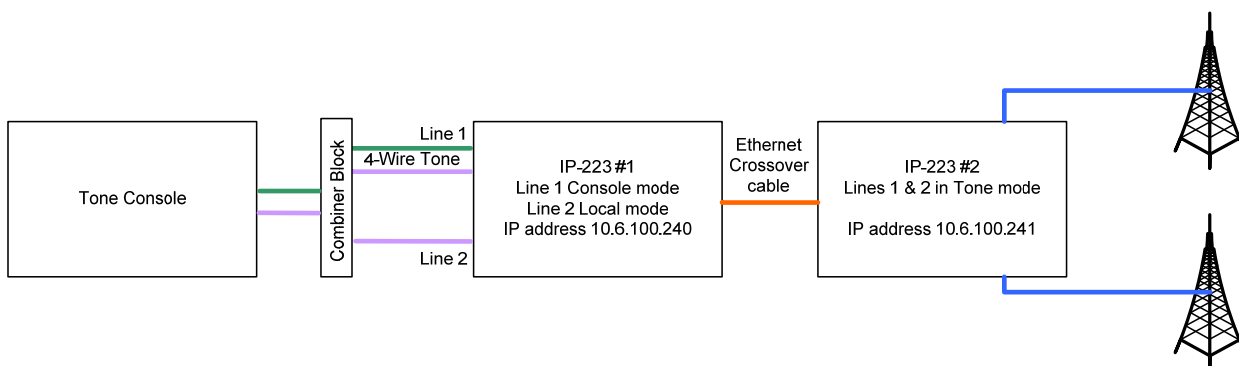 Tone Console
Combiner Block
Line 1
4-Wire Tone
Line 2
IP-223 #1
Line 1 Console mode
Line 2 Local mode
IP address 10.6.100.240
Ethernet
Crossover
cable
IP-223 #2
Lines 1 & 2 in Tone mode
IP address 10.6.100.241